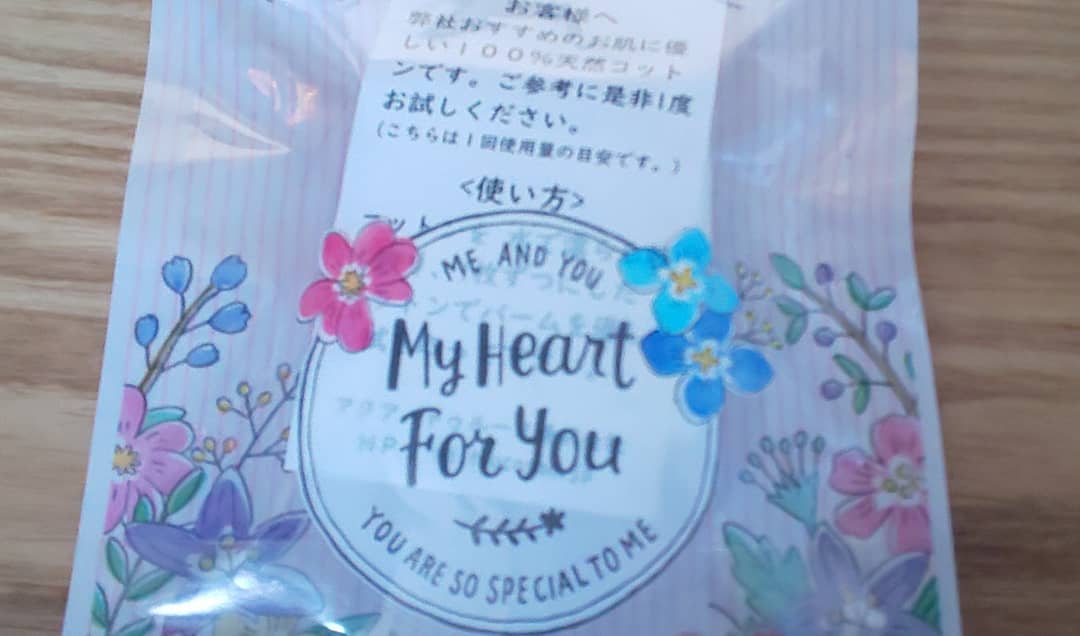 お客様へ
弊社おすすめのお肌に優
しい100%天然コット
ンです。ご参考に是非1度
お試しください。
(こちらは1回使用量の目安です。)
<使い方>
ME AND YOU
My Heart
For You
YOU ARE SO SPECIAL TO ME